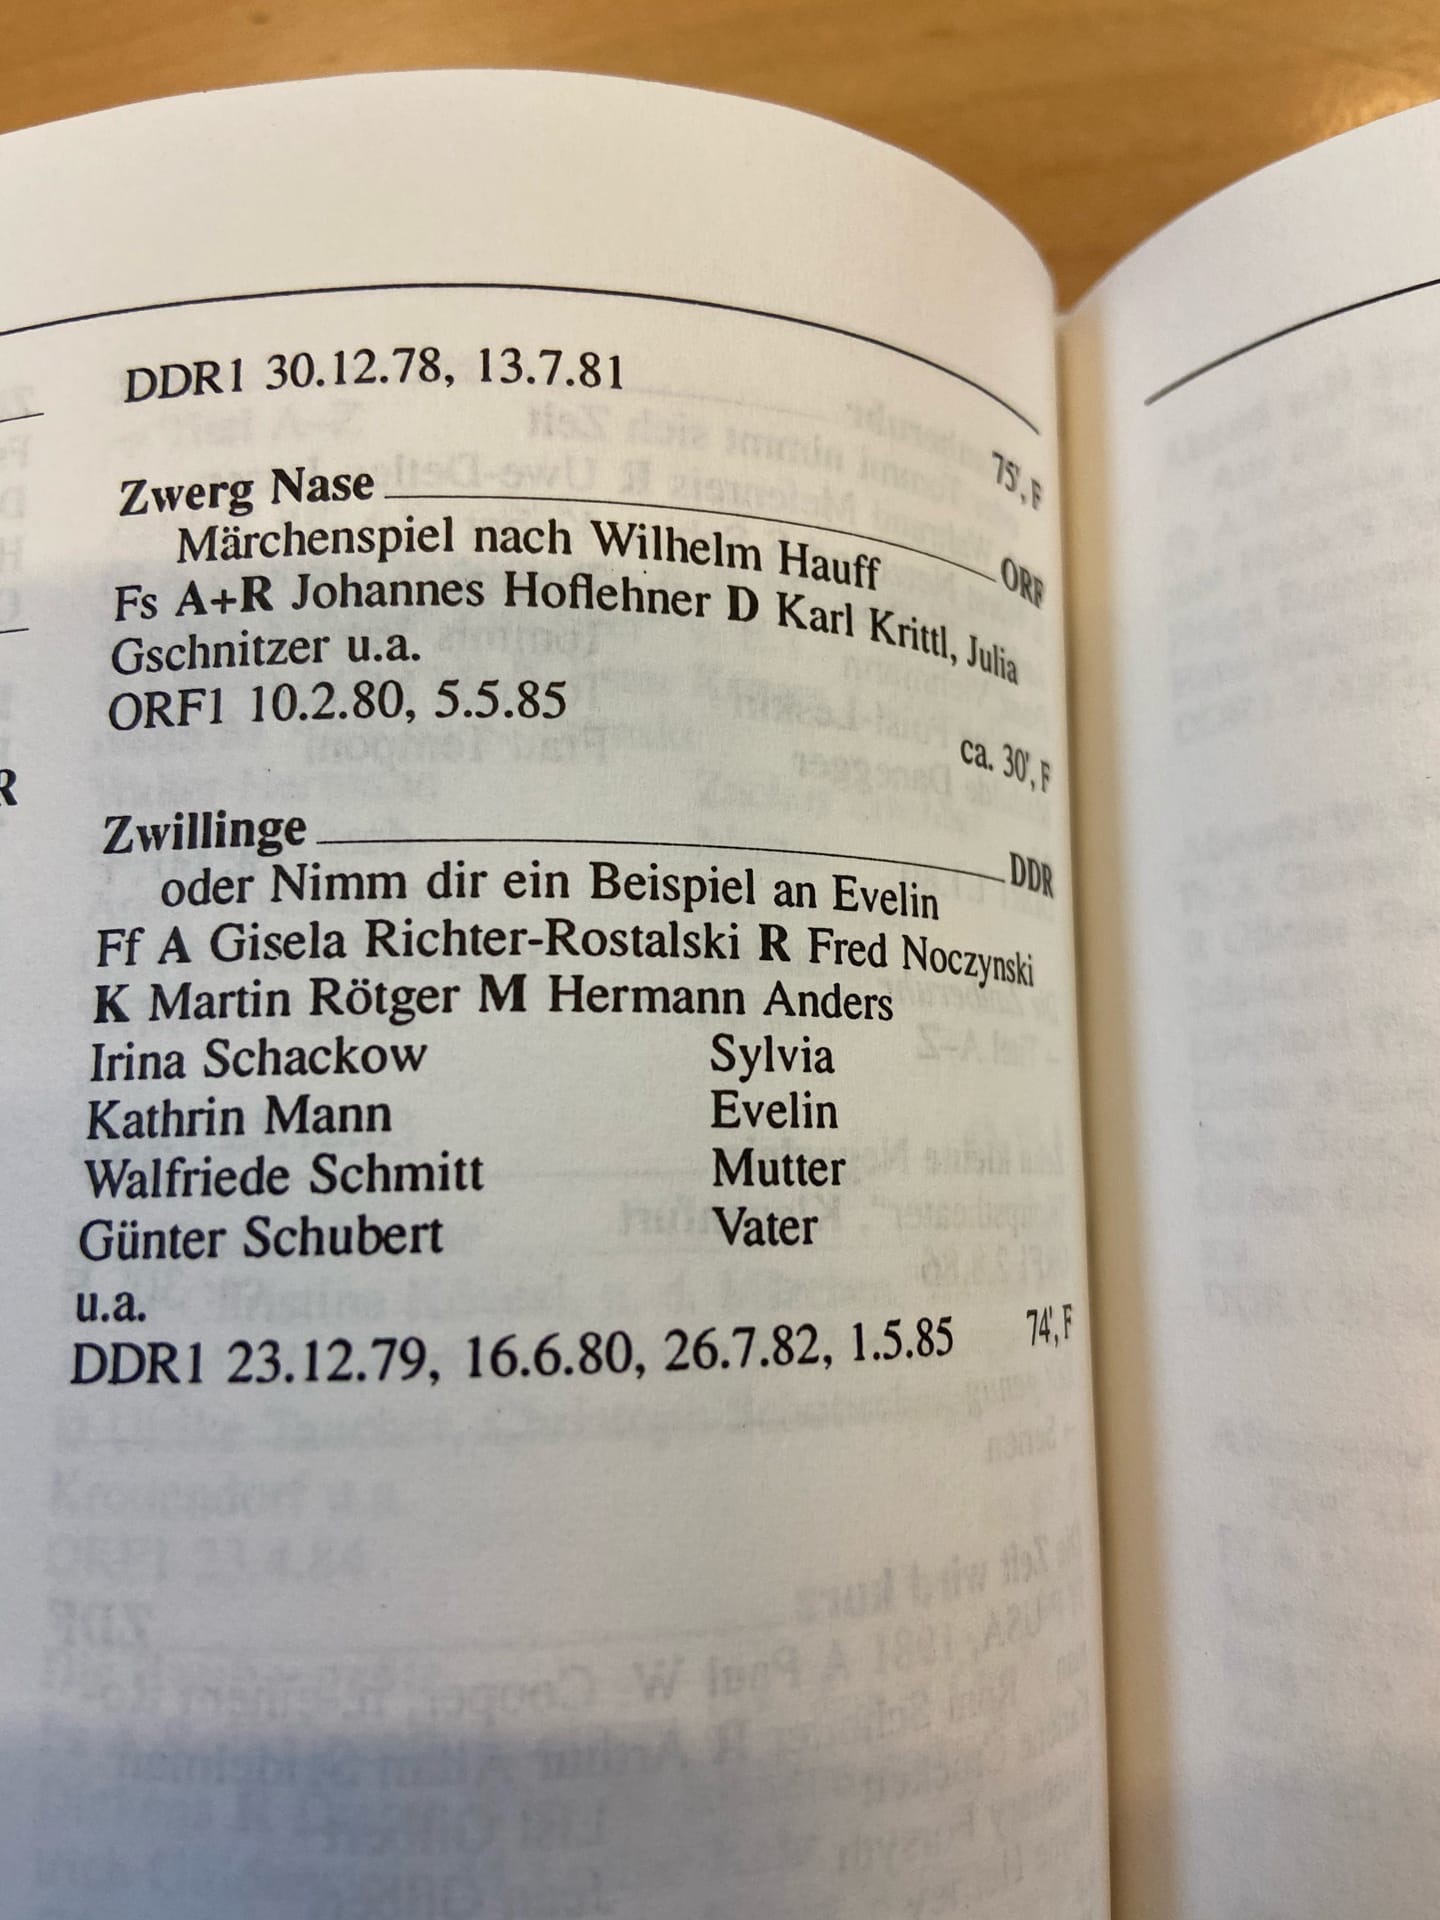 DDR1 30.12.78, 13.7.81
75', F
Zwerg Nase ORF
Märchenspiel nach Wilhelm Hauff
Fs A+R Johannes Hoflehner D Karl Krittl, Julia
Gschnitzer u.a.
ORF1 10.2.80, 5.5.85
ca. 30', F
Zwillinge DDR
oder Nimm dir ein Beispiel an Evelin
Ff A Gisela Richter-Rostalski R Fred Noczynski
K Martin Rötger M Hermann Anders
Irina Schackow Sylvia
Kathrin Mann Evelin
Walfriede Schmitt Mutter
Günter Schubert Vater
u.a.
DDR1 23.12.79, 16.6.80, 26.7.82, 1.5.85 74', F
R